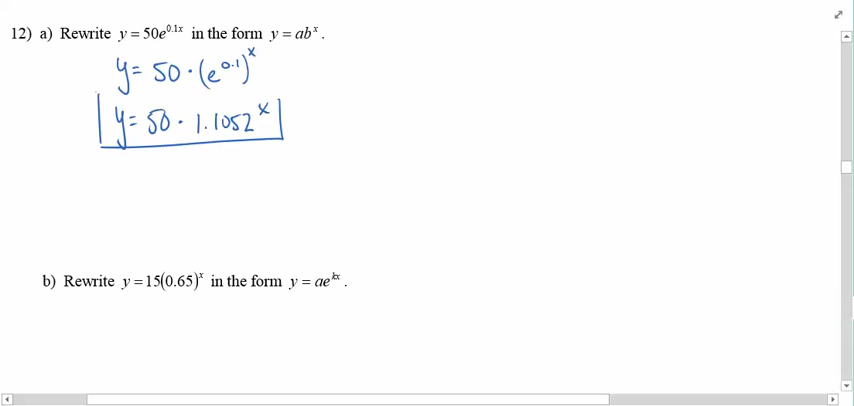 12) a) Rewrite y = 50e^{0.1x} in the form y = ab^x.
y = 50 · (e^{0.1})^x
y = 50 · 1.1052^x
b) Rewrite y = 15(0.65)^x in the form y = ae^{kx}.